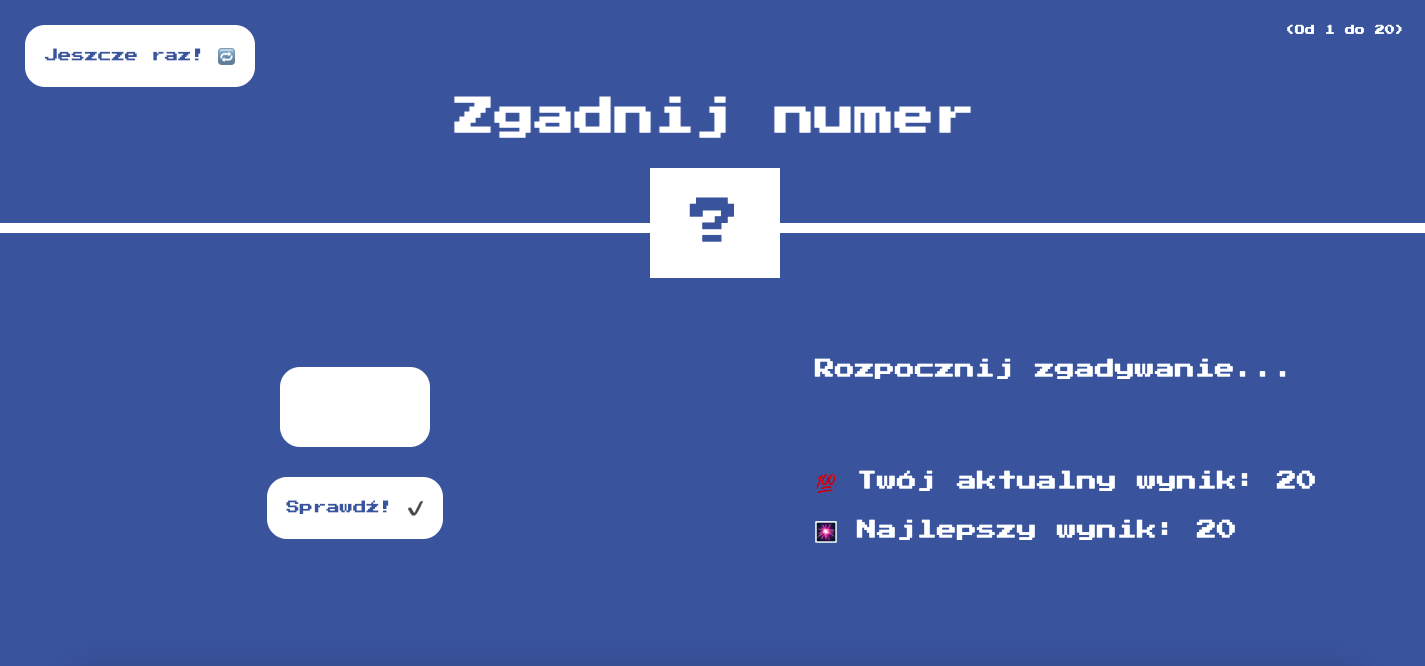 Jeszcze raz! 🔁
(Od 1 do 20)
Zgadnij numer
?
Rozpocznij zgadywanie...
Sprawdź! ✔
💯 Twój aktualny wynik: 20
🎆 Najlepszy wynik: 20